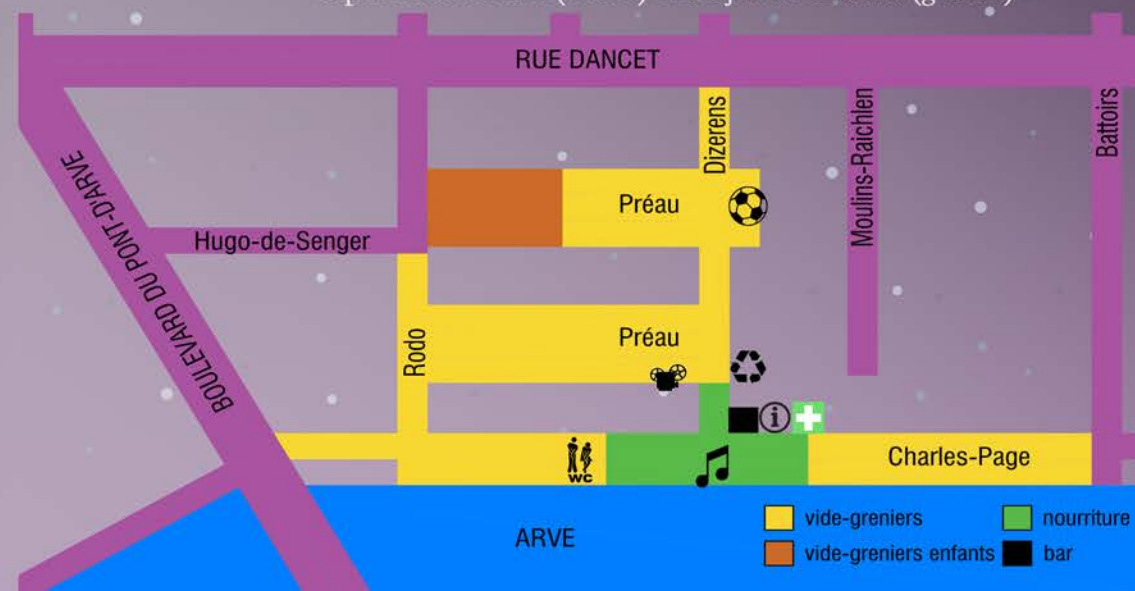 RUE DANCET
Dizerens
Moulins-Raichlen
Battoirs
BOULEVARD DU PONT-D'ARVE
Préau
Hugo-de-Senger
Rodo
Préau
i
WC
Charles-Page
ARVE
vide-greniers
nourriture
vide-greniers enfants
bar